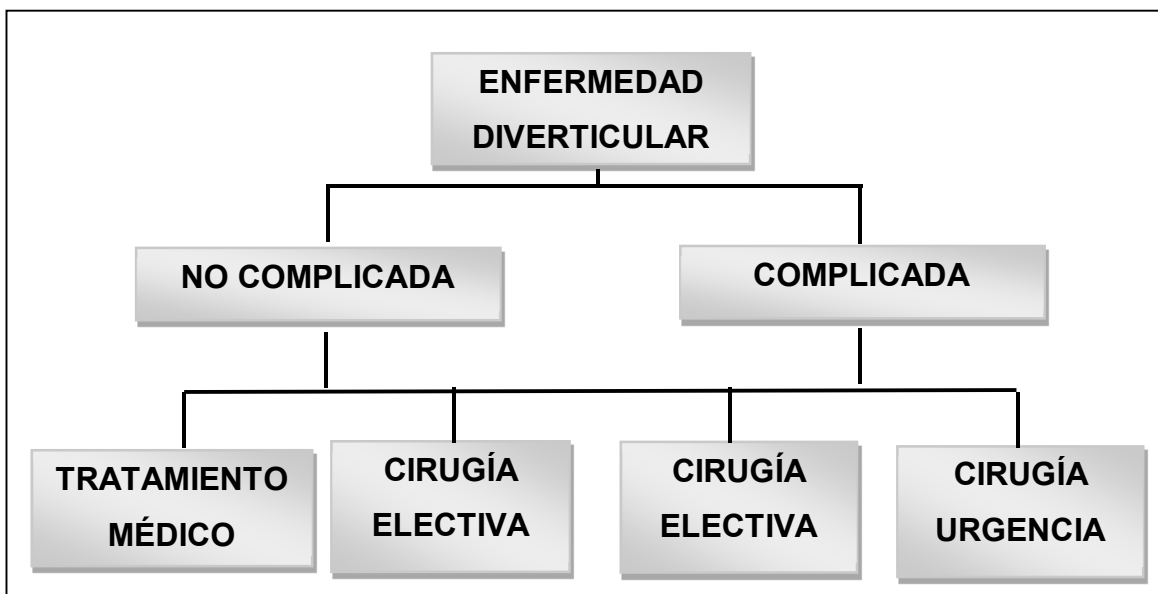 ENFERMEDAD
DIVERTICULAR
NO COMPLICADA
COMPLICADA
TRATAMIENTO
MÉDICO
CIRUGÍA
ELECTIVA
CIRUGÍA
ELECTIVA
CIRUGÍA
URGENCIA